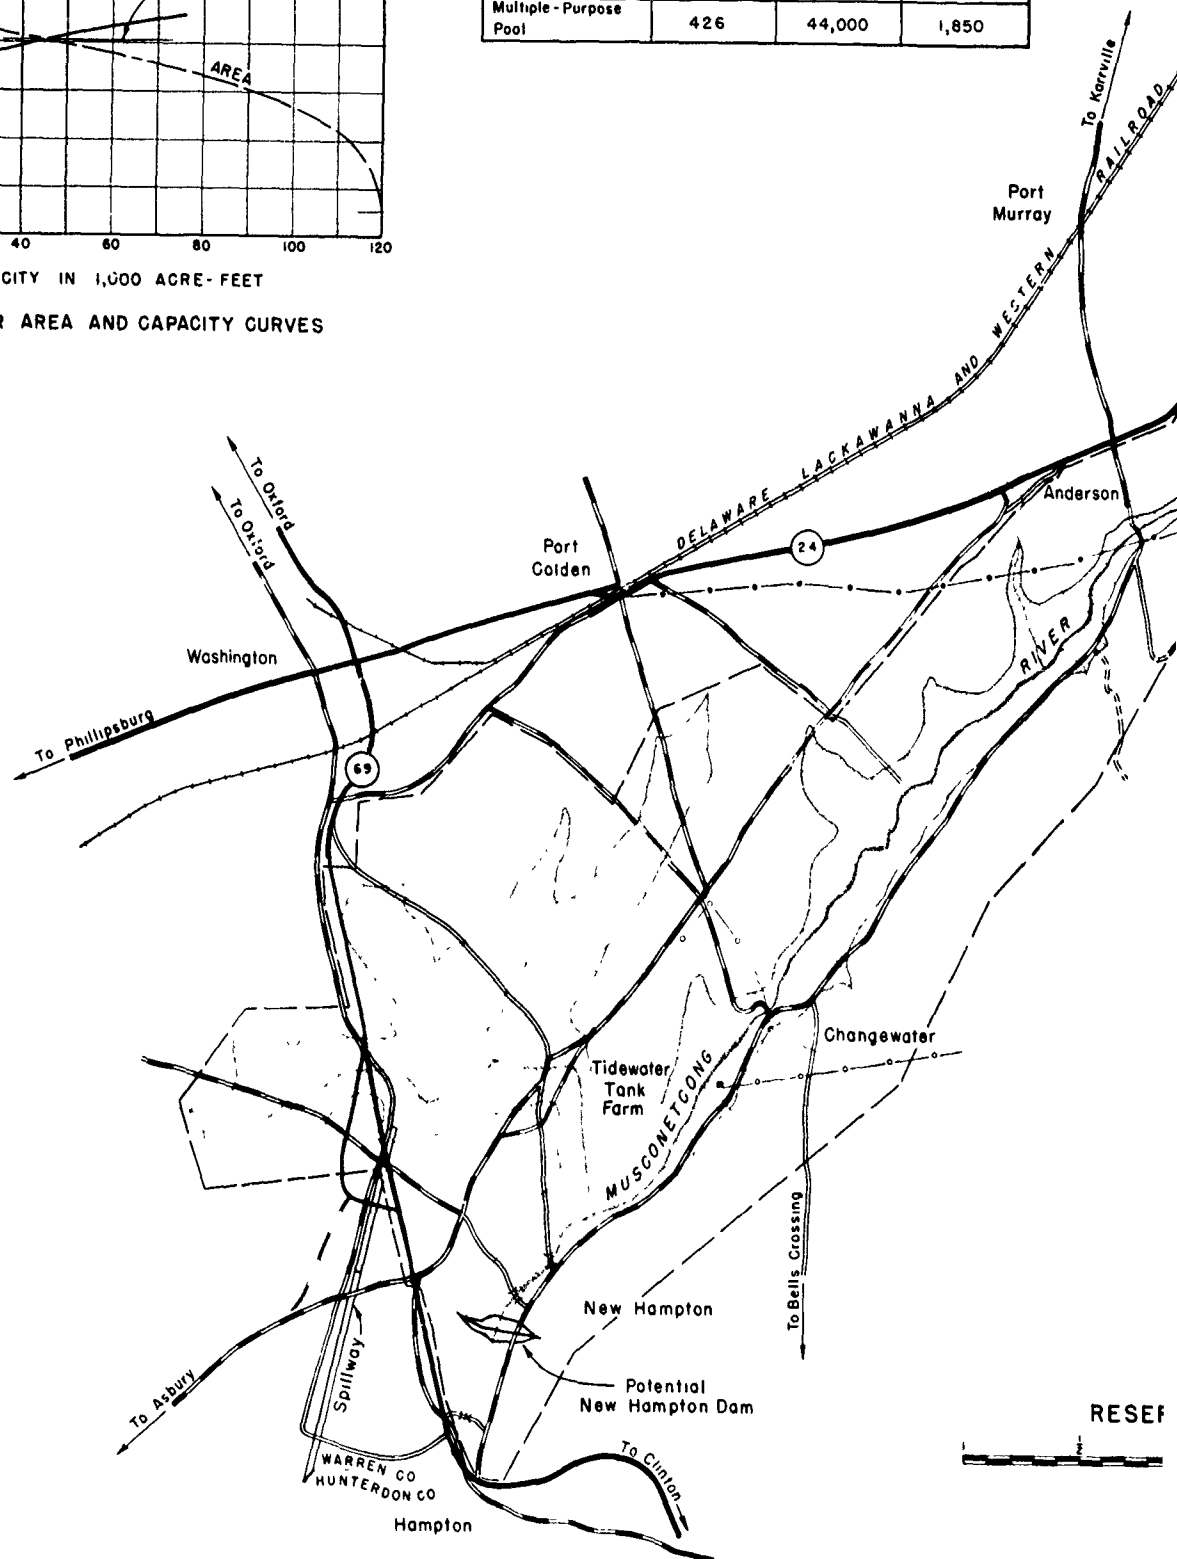 Multiple-Purpose
Pool 426 44,000 1,850
AREA
40 60 80 100 120
CITY IN 1,000 ACRE-FEET
R AREA AND CAPACITY CURVES
To Karrville
Port
Murray
DELAWARE LACKAWANNA AND WESTERN RAILROAD
To Oxford
To Oxford
Anderson
24
Port
Colden
RIVER
Washington
To Phillipsburg
69
Changewater
Tidewater
Tank
Farm
MUSCONETCONG
To Bells Crossing
New Hampton
Spillway
Potential
New Hampton Dam
To Asbury
RESER
1
2
To Clinton
WARREN CO
HUNTERDON CO
Hampton